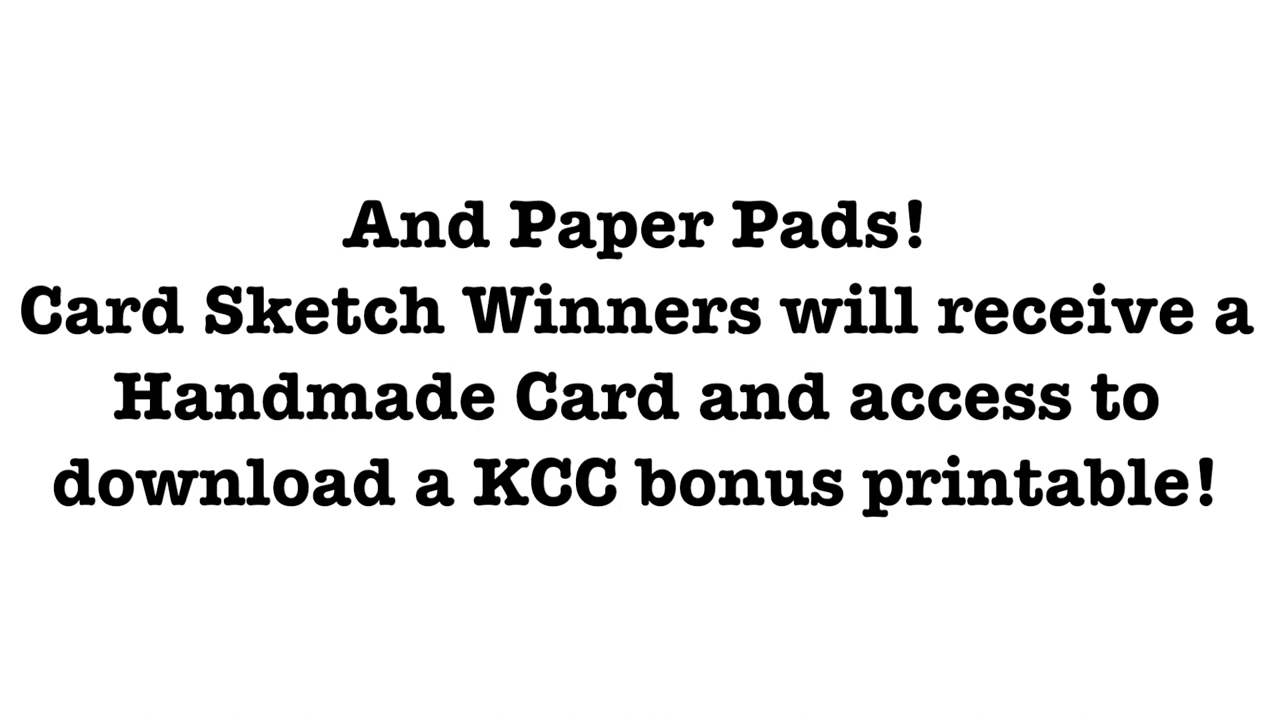 And Paper Pads!
Card Sketch Winners will receive a
Handmade Card and access to
download a KCC bonus printable!